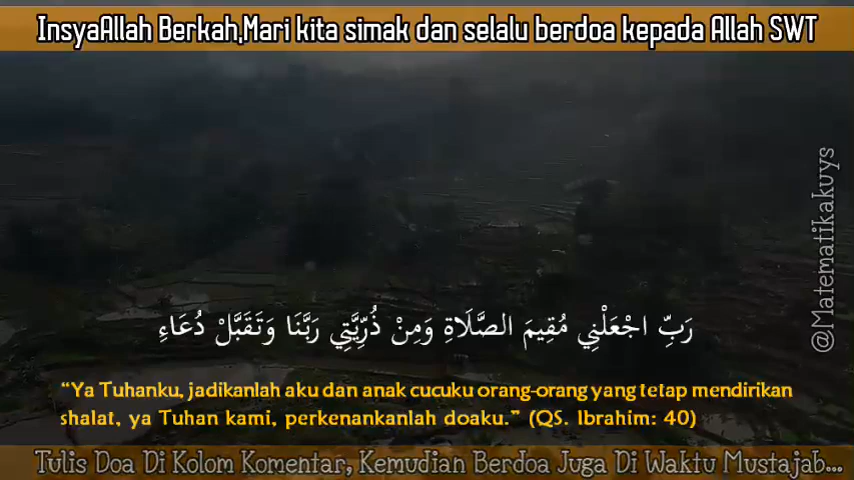 InsyaAllah Berkah,Mari kita simak dan selalu berdoa kepada Allah SWT
@Matematikakuys
رَبِّ اجْعَلْنِي مُقِيمَ الصَّلَاةِ وَمِنْ ذُرِّيَّتِي رَبَّنَا وَتَقَبَّلْ دُعَاءِ
“Ya Tuhanku, jadikanlah aku dan anak cucuku orang-orang yang tetap mendirikan
shalat, ya Tuhan kami, perkenankanlah doaku.” (QS. Ibrahim: 40)
Tulis Doa Di Kolom Komentar, Kemudian Berdoa Juga Di Waktu Mustajab...